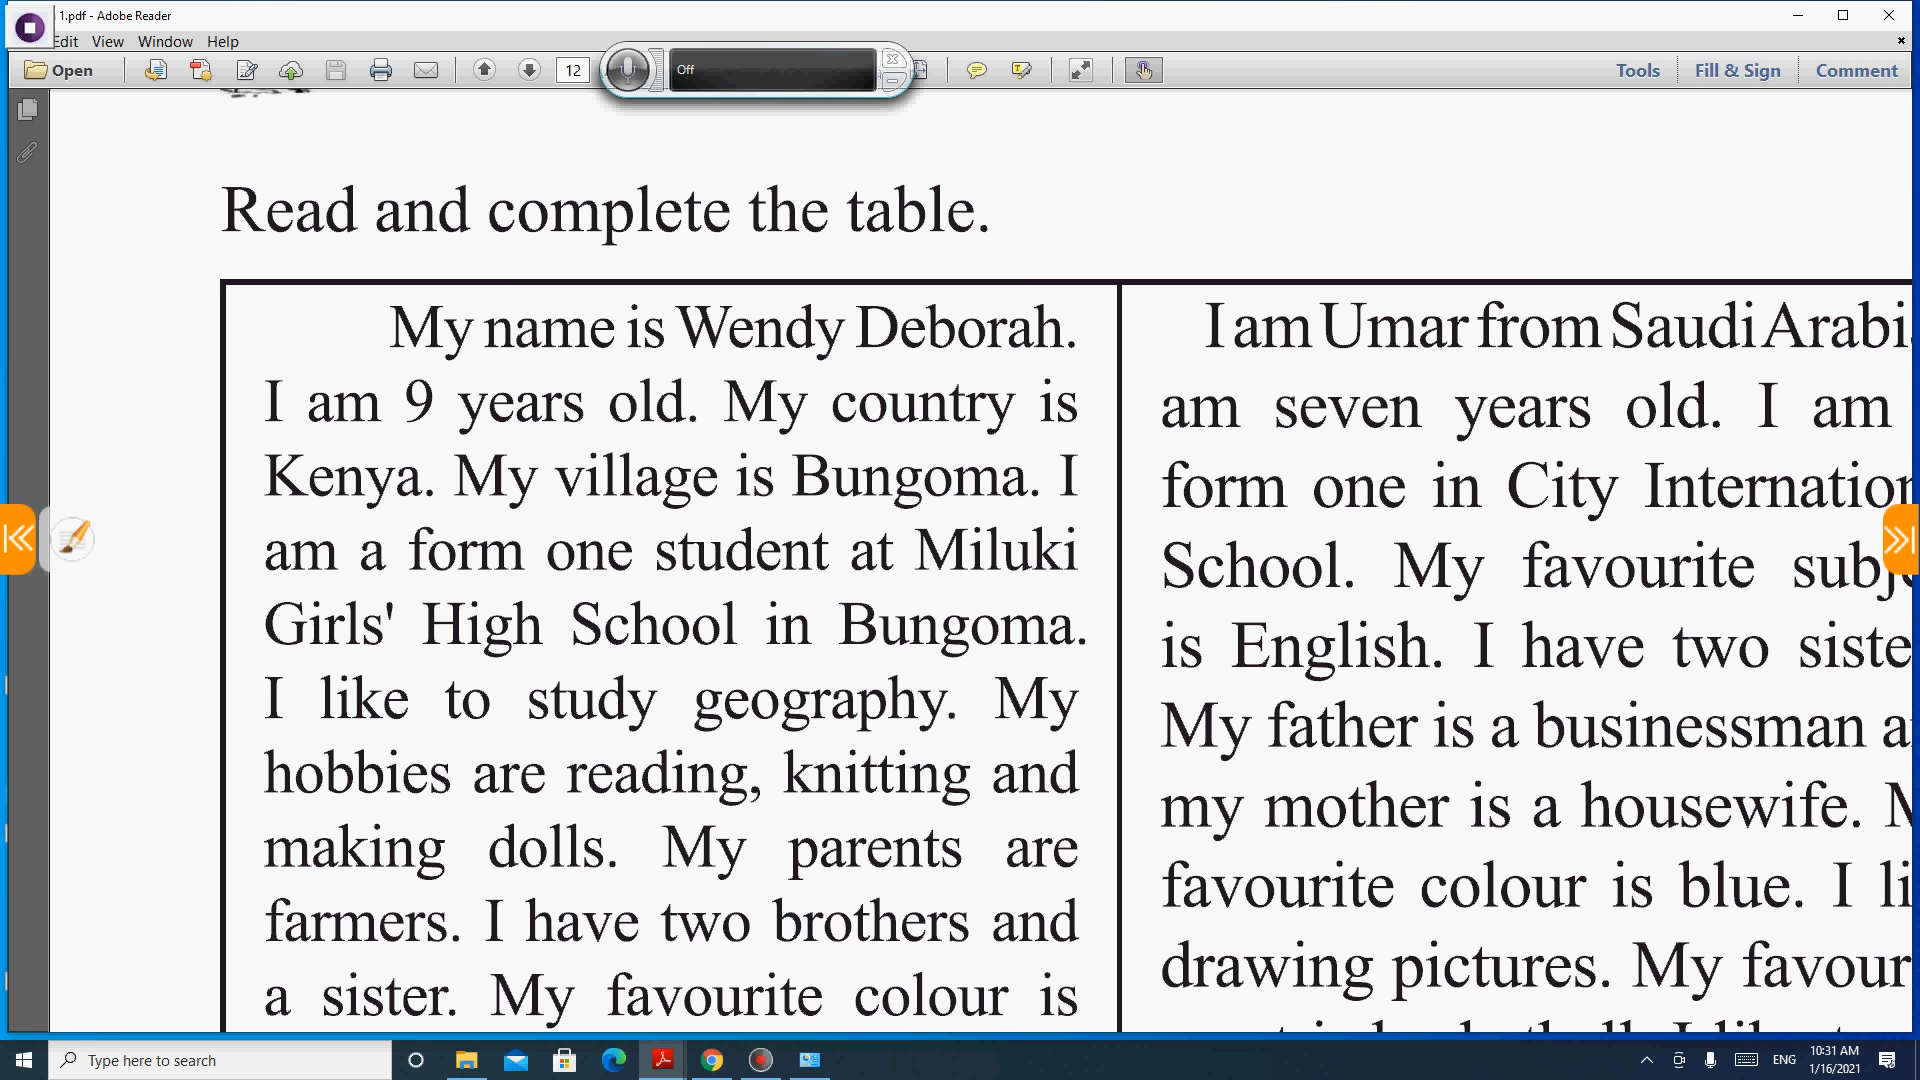 1.pdf - Adobe Reader
Edit View Window Help
Open
12
Off
Tools Fill & Sign Comment
Read and complete the table.
My name is Wendy Deborah.
I am 9 years old. My country is
Kenya. My village is Bungoma. I
am a form one student at Miluki
Girls' High School in Bungoma.
I like to study geography. My
hobbies are reading, knitting and
making dolls. My parents are
farmers. I have two brothers and
a sister. My favourite colour is
I am Umar from Saudi Arabi
am seven years old. I am
form one in City Internation
School. My favourite subj
is English. I have two siste
My father is a businessman a
my mother is a housewife. M
favourite colour is blue. I li
drawing pictures. My favour
Type here to search
ENG
10:31 AM
1/16/2021